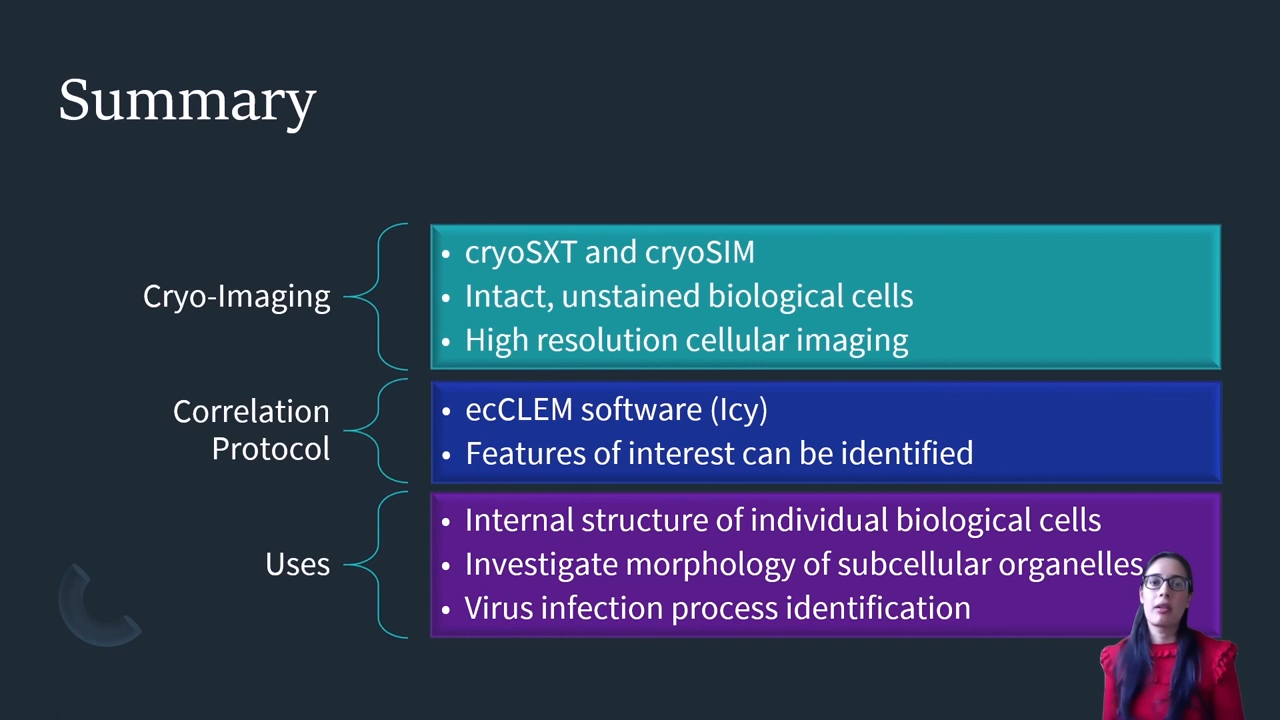 Summary
Cryo-Imaging
• cryoSXT and cryoSIM
• Intact, unstained biological cells
• High resolution cellular imaging
Correlation
Protocol
• ecCLEM software (Icy)
• Features of interest can be identified
Uses
• Internal structure of individual biological cells
• Investigate morphology of subcellular organelles
• Virus infection process identification